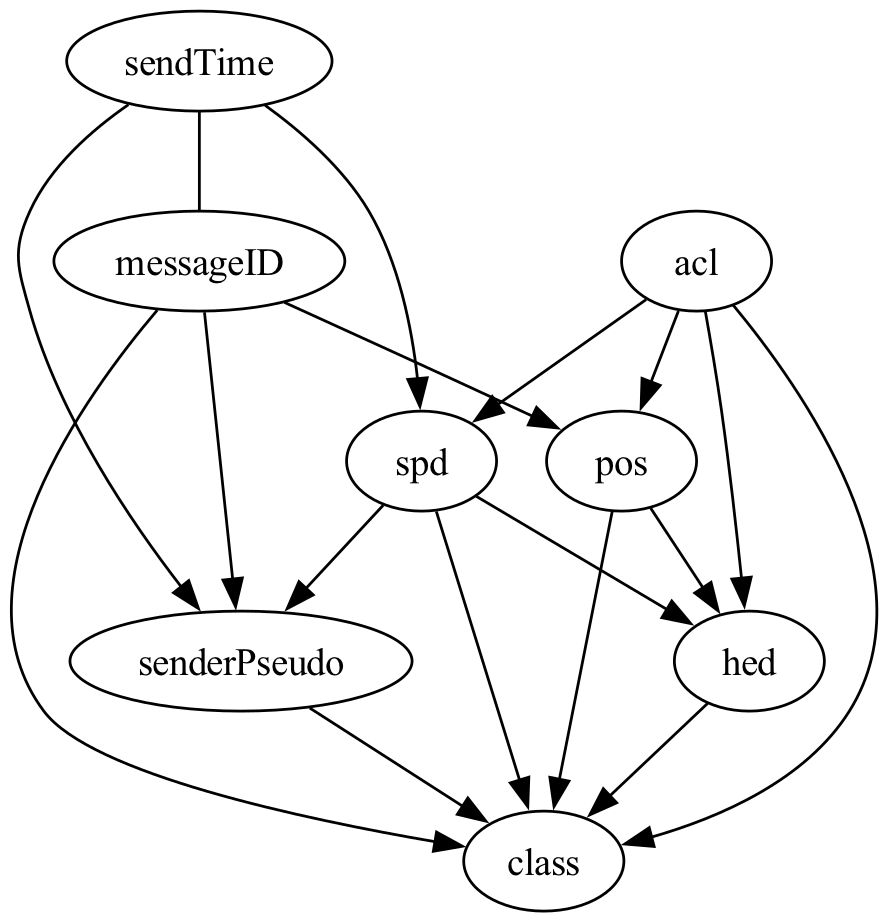 sendTime
messageID
acl
spd
pos
senderPseudo
hed
class